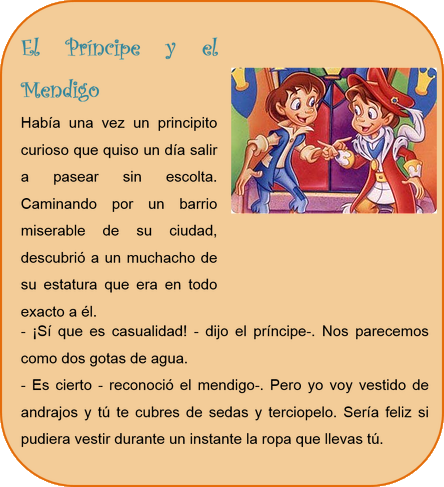 El Príncipe y el
Mendigo
Había una vez un principito
curioso que quiso un día salir
a pasear sin escolta.
Caminando por un barrio
miserable de su ciudad,
descubrió a un muchacho de
su estatura que era en todo
exacto a él.
- ¡Sí que es casualidad! - dijo el príncipe-. Nos parecemos
como dos gotas de agua.
- Es cierto - reconoció el mendigo-. Pero yo voy vestido de
andrajos y tú te cubres de sedas y terciopelo. Sería feliz si
pudiera vestir durante un instante la ropa que llevas tú.